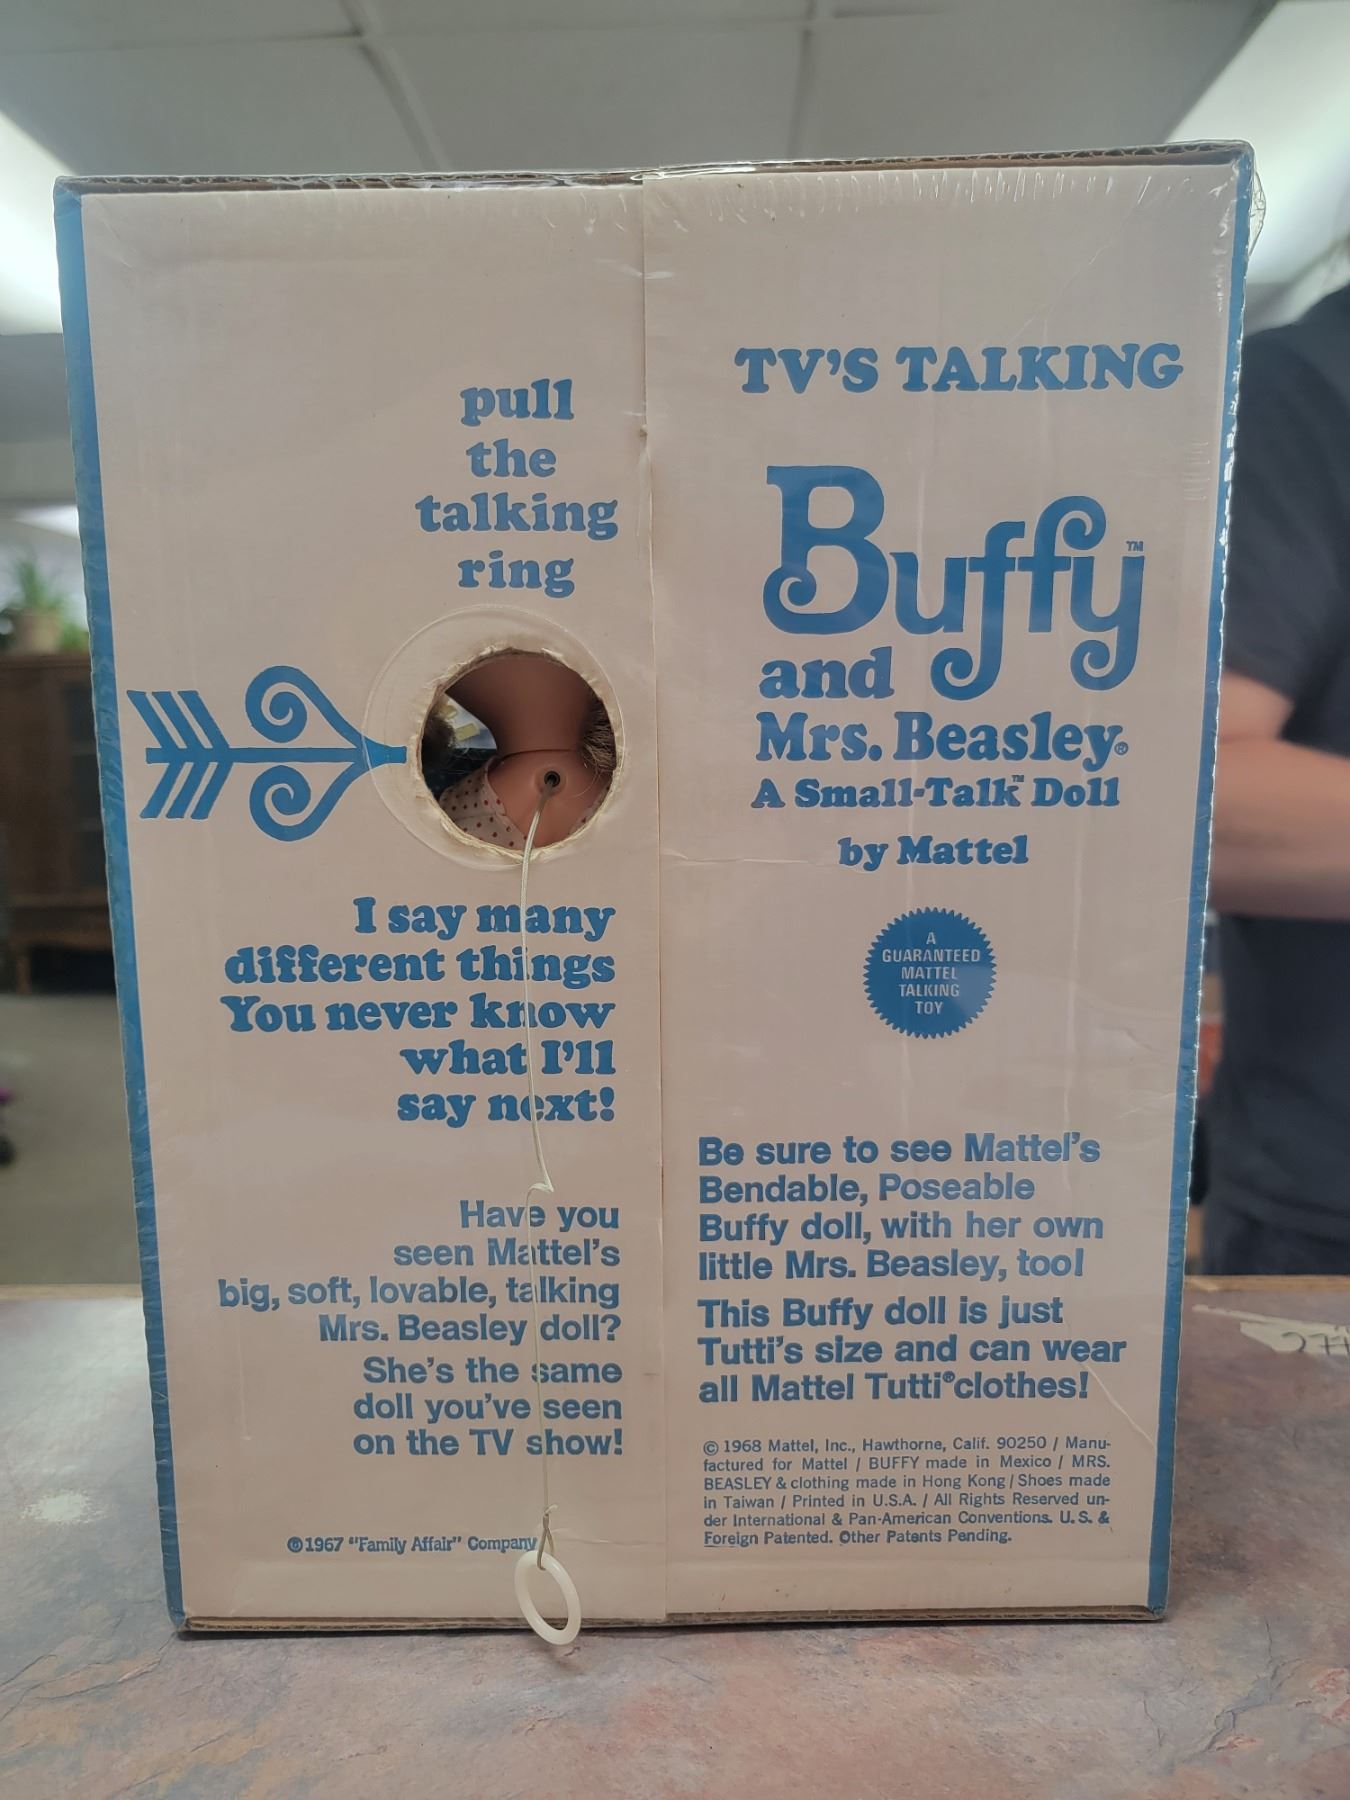 pull
the
talking
ring
I say many
different things
You never know
what I'll
say next!
Have you
seen Mattel's
big, soft, lovable, talking
Mrs. Beasley doll?
She's the same
doll you've seen
on the TV show!
©1967 "Family Affair" Company
TV'S TALKING
Buffy™
and
Mrs. Beasley®
A Small-Talk™ Doll
by Mattel
A
GUARANTEED
MATTEL
TALKING
TOY
Be sure to see Mattel's
Bendable, Poseable
Buffy doll, with her own
little Mrs. Beasley, too!
This Buffy doll is just
Tutti's size and can wear
all Mattel Tutti® clothes!
© 1968 Mattel, Inc., Hawthorne, Calif. 90250 / Manu-
factured for Mattel / BUFFY made in Mexico / MRS.
BEASLEY & clothing made in Hong Kong / Shoes made
in Taiwan / Printed in U.S.A. / All Rights Reserved un-
der International & Pan-American Conventions. U.S. &
Foreign Patented. Other Patents Pending.